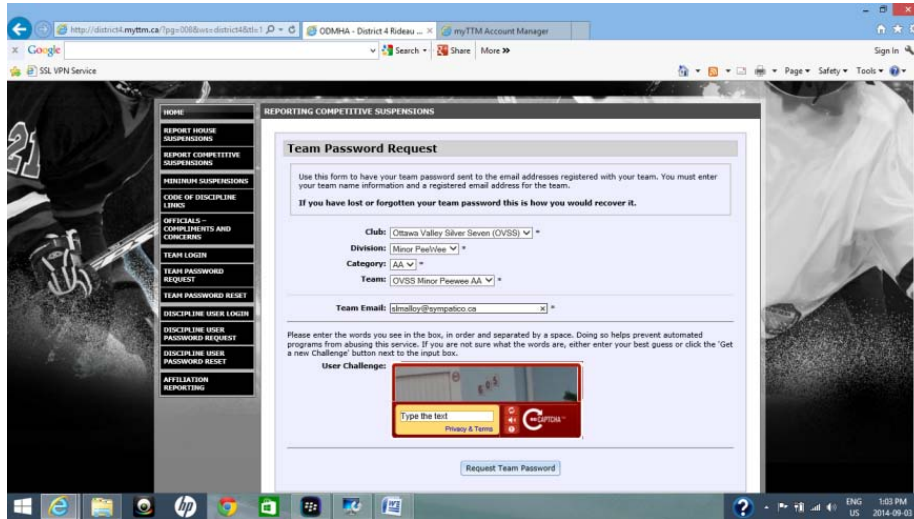 http://district4.myttm.ca/?pg=008&ws=district4&tl=1
ODMHA - District 4 Rideau ...
myTTM Account Manager
Google
Search
Share
More
Sign In
SSL VPN Service
Page
Safety
Tools
HOME
REPORT HOUSE
SUSPENSIONS
REPORT COMPETITIVE
SUSPENSIONS
MINIMUM SUSPENSIONS
CODE OF DISCIPLINE
LINKS
OFFICIALS –
COMPLIMENTS AND
CONCERNS
TEAM LOGIN
TEAM PASSWORD
REQUEST
TEAM PASSWORD RESET
DISCIPLINE USER LOGIN
DISCIPLINE USER
PASSWORD REQUEST
DISCIPLINE USER
PASSWORD RESET
AFFILIATION
REPORTING
REPORTING COMPETITIVE SUSPENSIONS
Team Password Request
Use this form to have your team password sent to the email addresses registered with your team. You must enter
your team name information and a registered email address for the team.
If you have lost or forgotten your team password this is how you would recover it.
Club: Ottawa Valley Silver Seven (OVSS) *
Division: Minor PeeWee *
Category: AA *
Team: OVSS Minor Peewee AA *
Team Email: slmalloy@sympatico.ca x *
Please enter the words you see in the box, in order and separated by a space. Doing so helps prevent automated
programs from abusing this service. If you are not sure what the words are, either enter your best guess or click the 'Get
a new Challenge' button next to the input box.
User Challenge:
Type the text
Privacy & Terms
reCAPTCHA™
Request Team Password
ENG
US
1:03 PM
2014-09-03